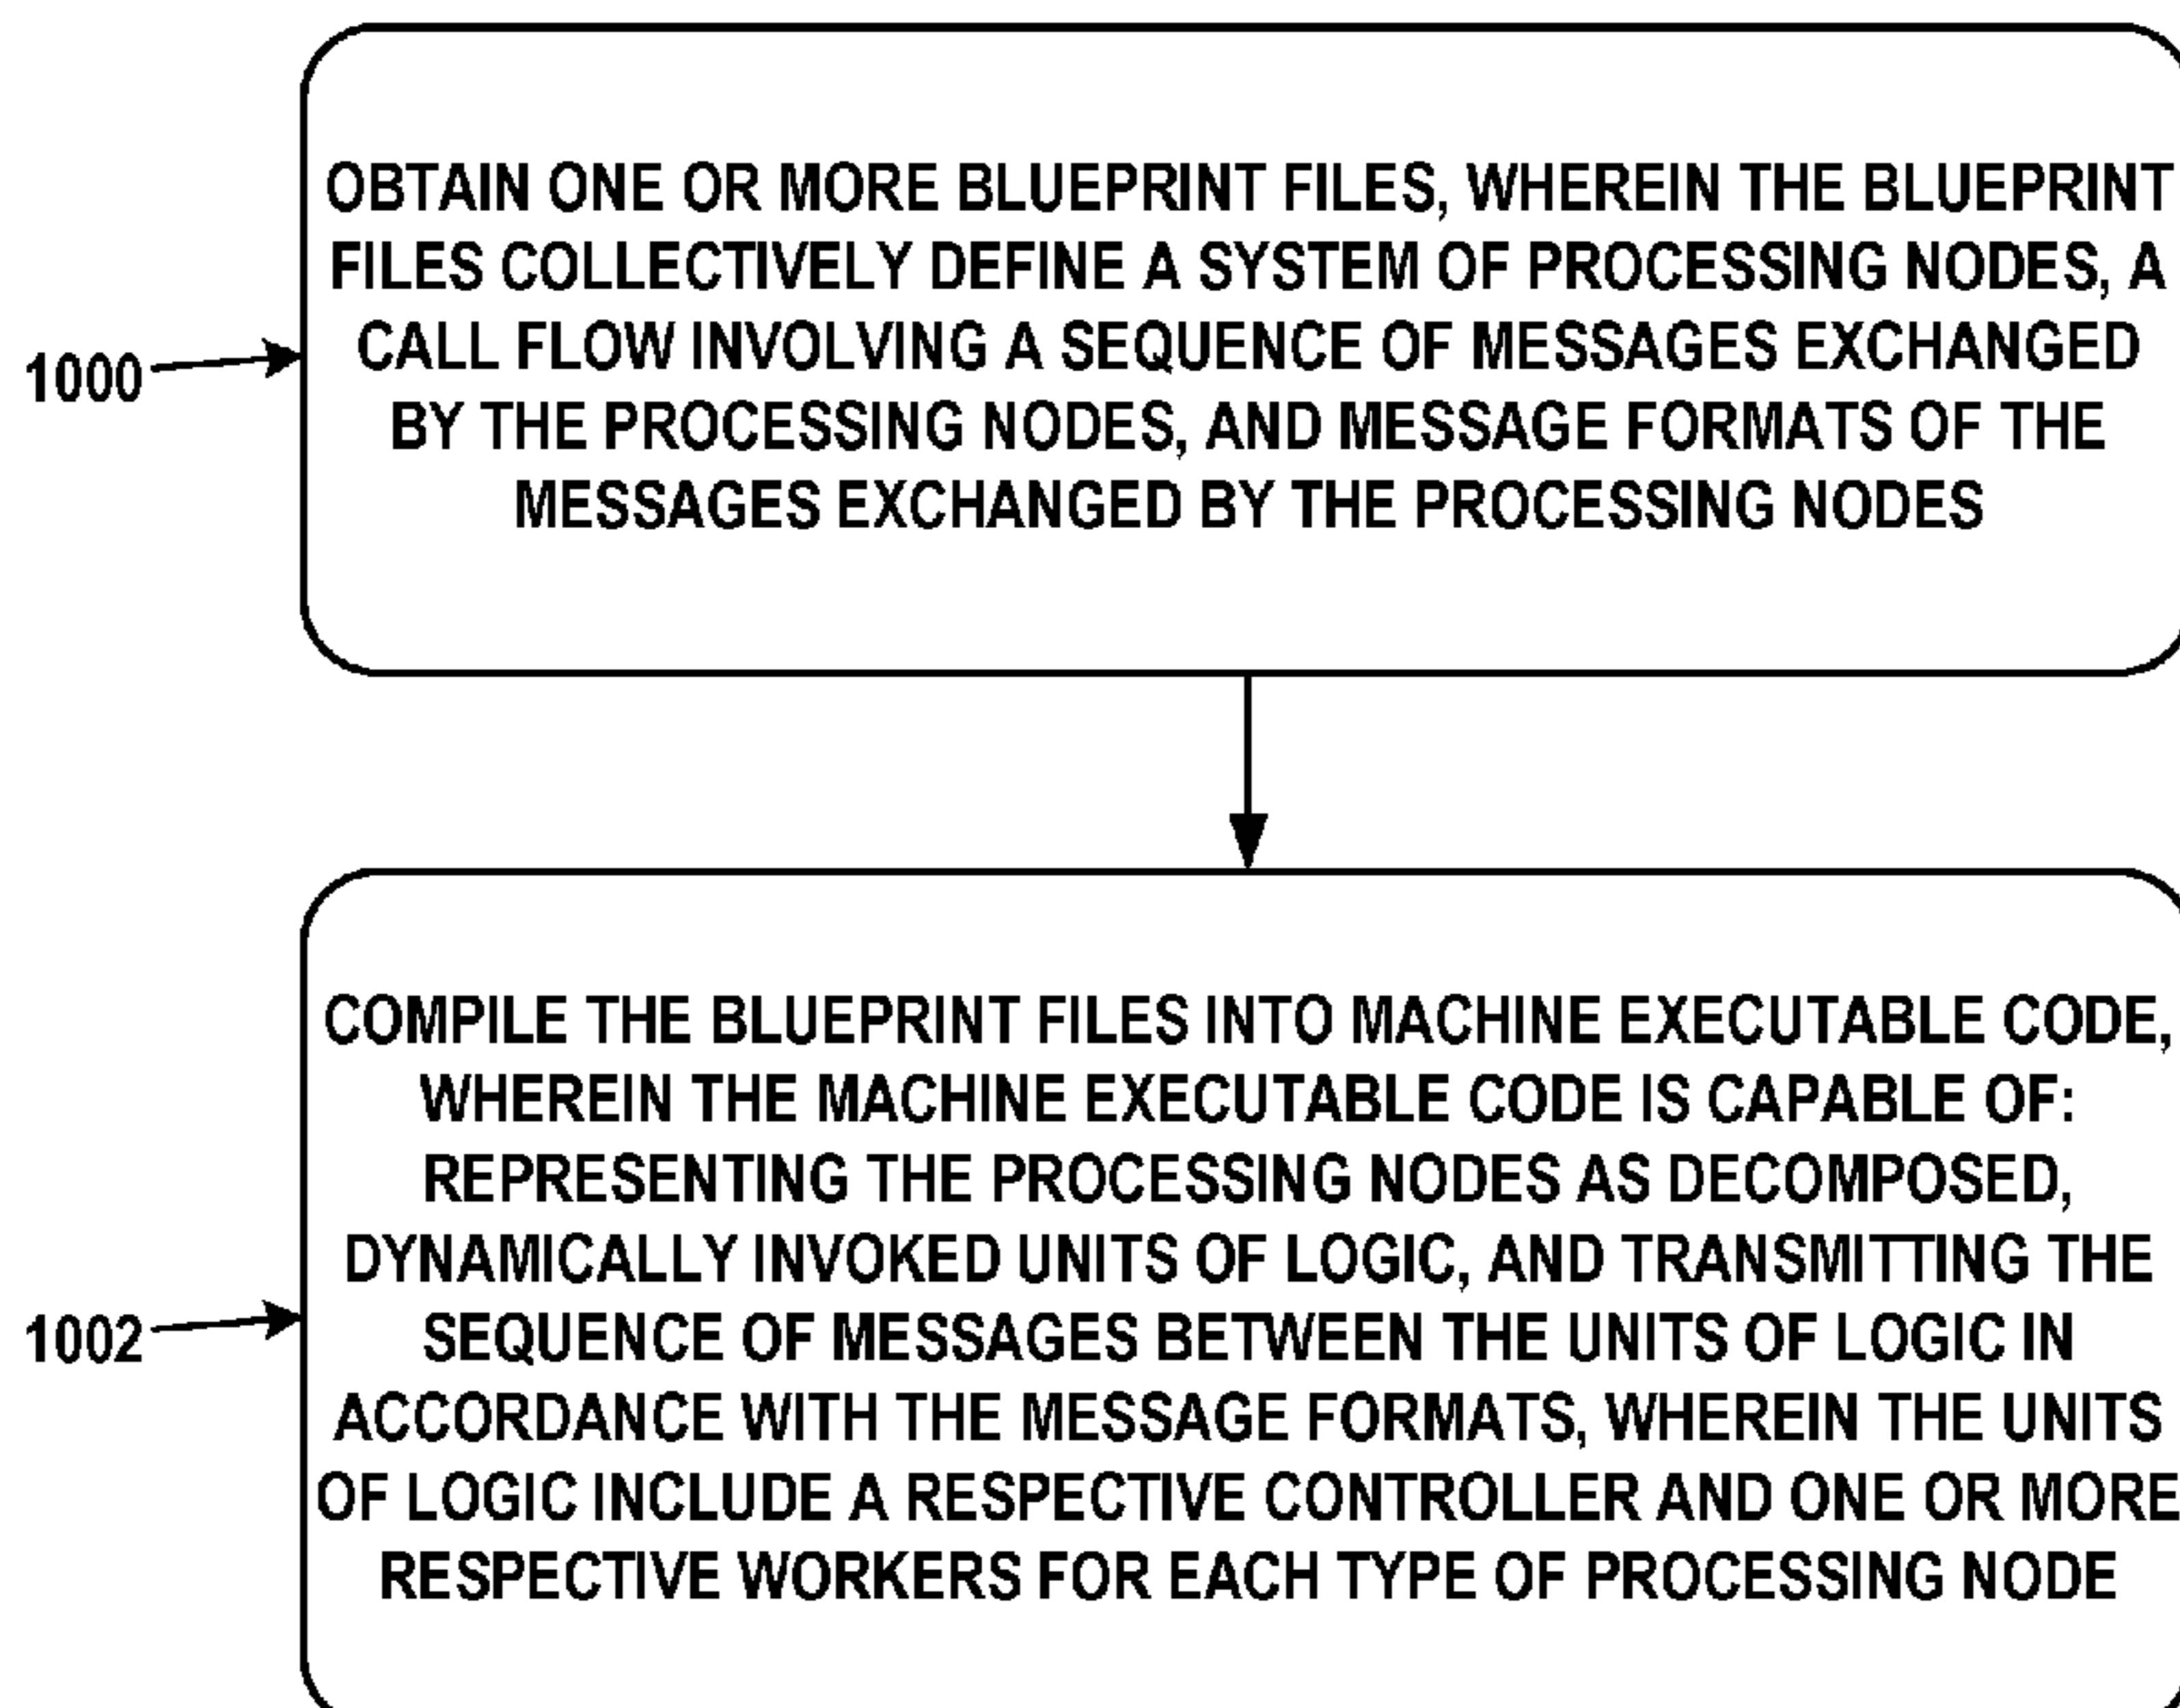 OBTAIN ONE OR MORE BLUEPRINT FILES, WHEREIN THE BLUEPRINT
FILES COLLECTIVELY DEFINE A SYSTEM OF PROCESSING NODES, A
CALL FLOW INVOLVING A SEQUENCE OF MESSAGES EXCHANGED
BY THE PROCESSING NODES, AND MESSAGE FORMATS OF THE
MESSAGES EXCHANGED BY THE PROCESSING NODES
1000
COMPILE THE BLUEPRINT FILES INTO MACHINE EXECUTABLE CODE,
WHEREIN THE MACHINE EXECUTABLE CODE IS CAPABLE OF:
REPRESENTING THE PROCESSING NODES AS DECOMPOSED,
DYNAMICALLY INVOKED UNITS OF LOGIC, AND TRANSMITTING THE
SEQUENCE OF MESSAGES BETWEEN THE UNITS OF LOGIC IN
ACCORDANCE WITH THE MESSAGE FORMATS, WHEREIN THE UNITS
OF LOGIC INCLUDE A RESPECTIVE CONTROLLER AND ONE OR MORE
RESPECTIVE WORKERS FOR EACH TYPE OF PROCESSING NODE
1002